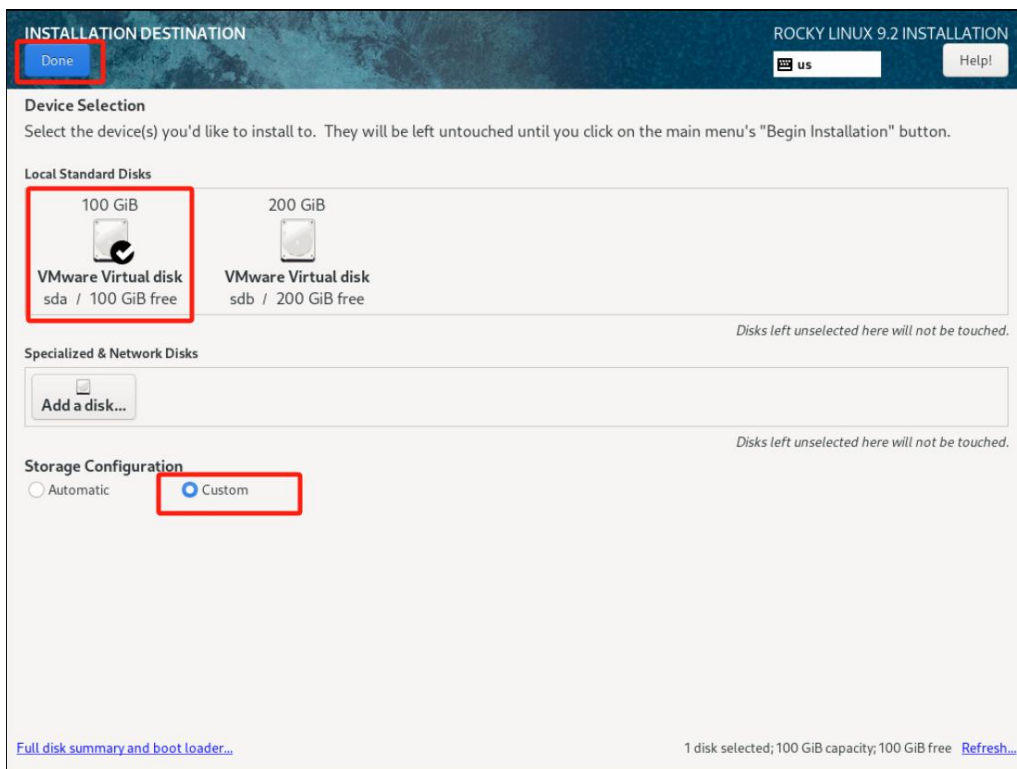 INSTALLATION DESTINATION
ROCKY LINUX 9.2 INSTALLATION
Done
us
Help!
Device Selection
Select the device(s) you'd like to install to. They will be left untouched until you click on the main menu's "Begin Installation" button.
Local Standard Disks
100 GiB
VMware Virtual disk
sda / 100 GiB free
200 GiB
VMware Virtual disk
sdb / 200 GiB free
Disks left unselected here will not be touched.
Specialized & Network Disks
Add a disk...
Disks left unselected here will not be touched.
Storage Configuration
Automatic
Custom
Full disk summary and boot loader...
1 disk selected; 100 GiB capacity; 100 GiB free Refresh...